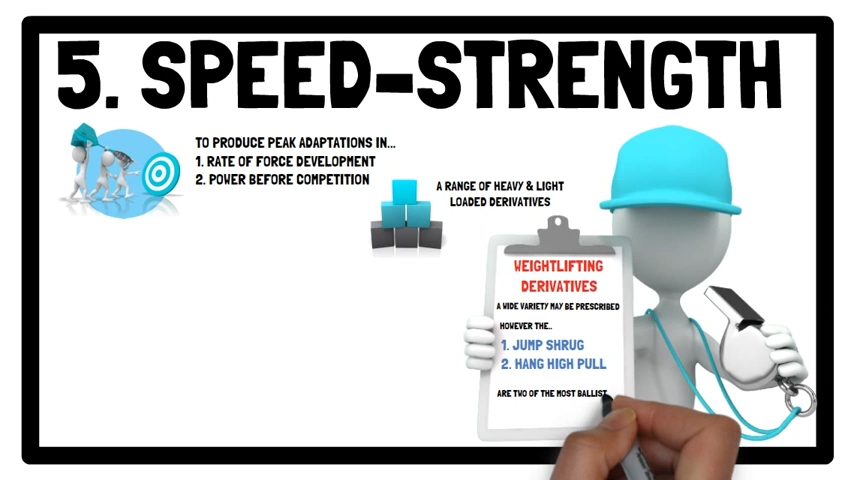 5. SPEED-STRENGTH
TO PRODUCE PEAK ADAPTATIONS IN...
1. RATE OF FORCE DEVELOPMENT
2. POWER BEFORE COMPETITION
A RANGE OF HEAVY & LIGHT
LOADED DERIVATIVES
WEIGHTLIFTING
DERIVATIVES
A WIDE VARIETY MAY BE PRESCRIBED
HOWEVER THE..
1. JUMP SHRUG
2. HANG HIGH PULL
ARE TWO OF THE MOST BALLIST